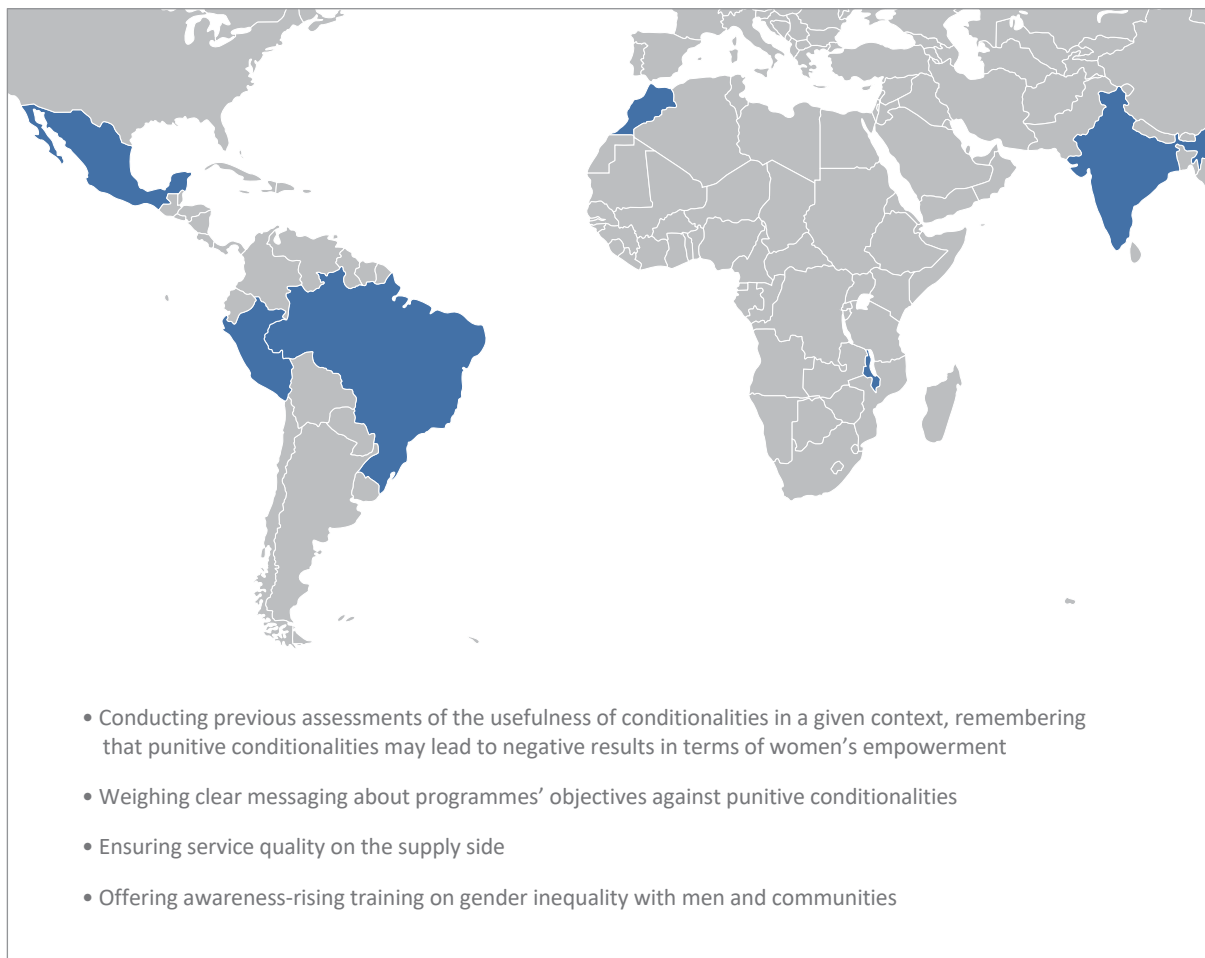 • Conducting previous assessments of the usefulness of conditionalities in a given context, remembering
that punitive conditionalities may lead to negative results in terms of women’s empowerment
• Weighing clear messaging about programmes’ objectives against punitive conditionalities
• Ensuring service quality on the supply side
• Offering awareness-rising training on gender inequality with men and communities